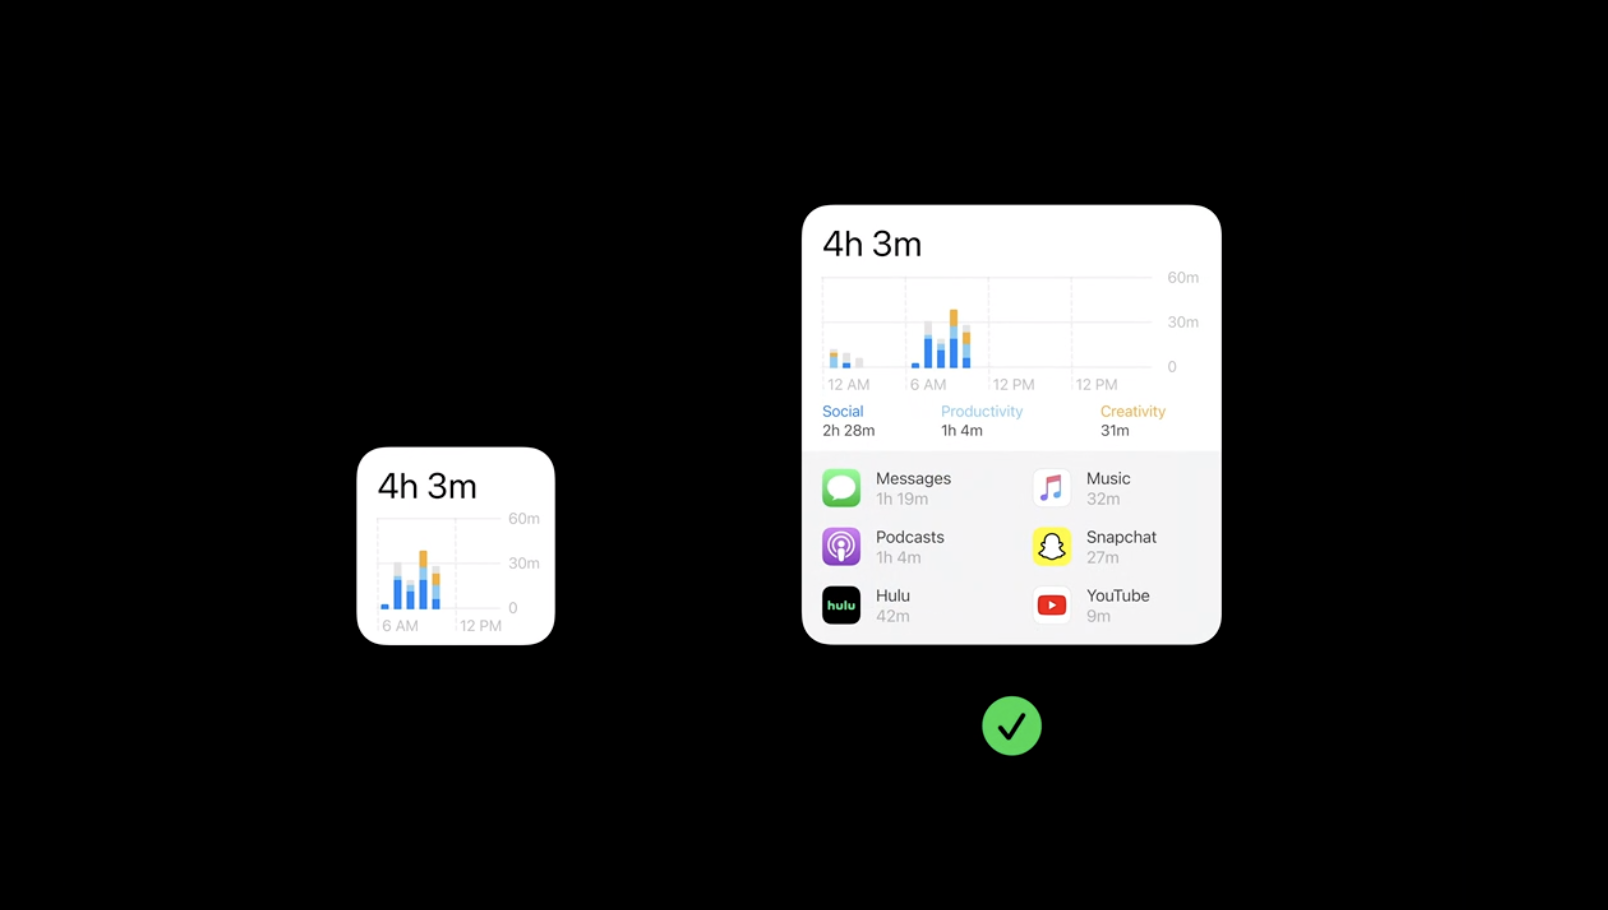 4h 3m
60m
30m
0
6 AM 12 PM
4h 3m
60m
30m
0
12 AM 6 AM 12 PM 12 PM
Social Productivity Creativity
2h 28m 1h 4m 31m
Messages Music
1h 19m 32m
Podcasts Snapchat
1h 4m 27m
hulu Hulu YouTube
42m 9m